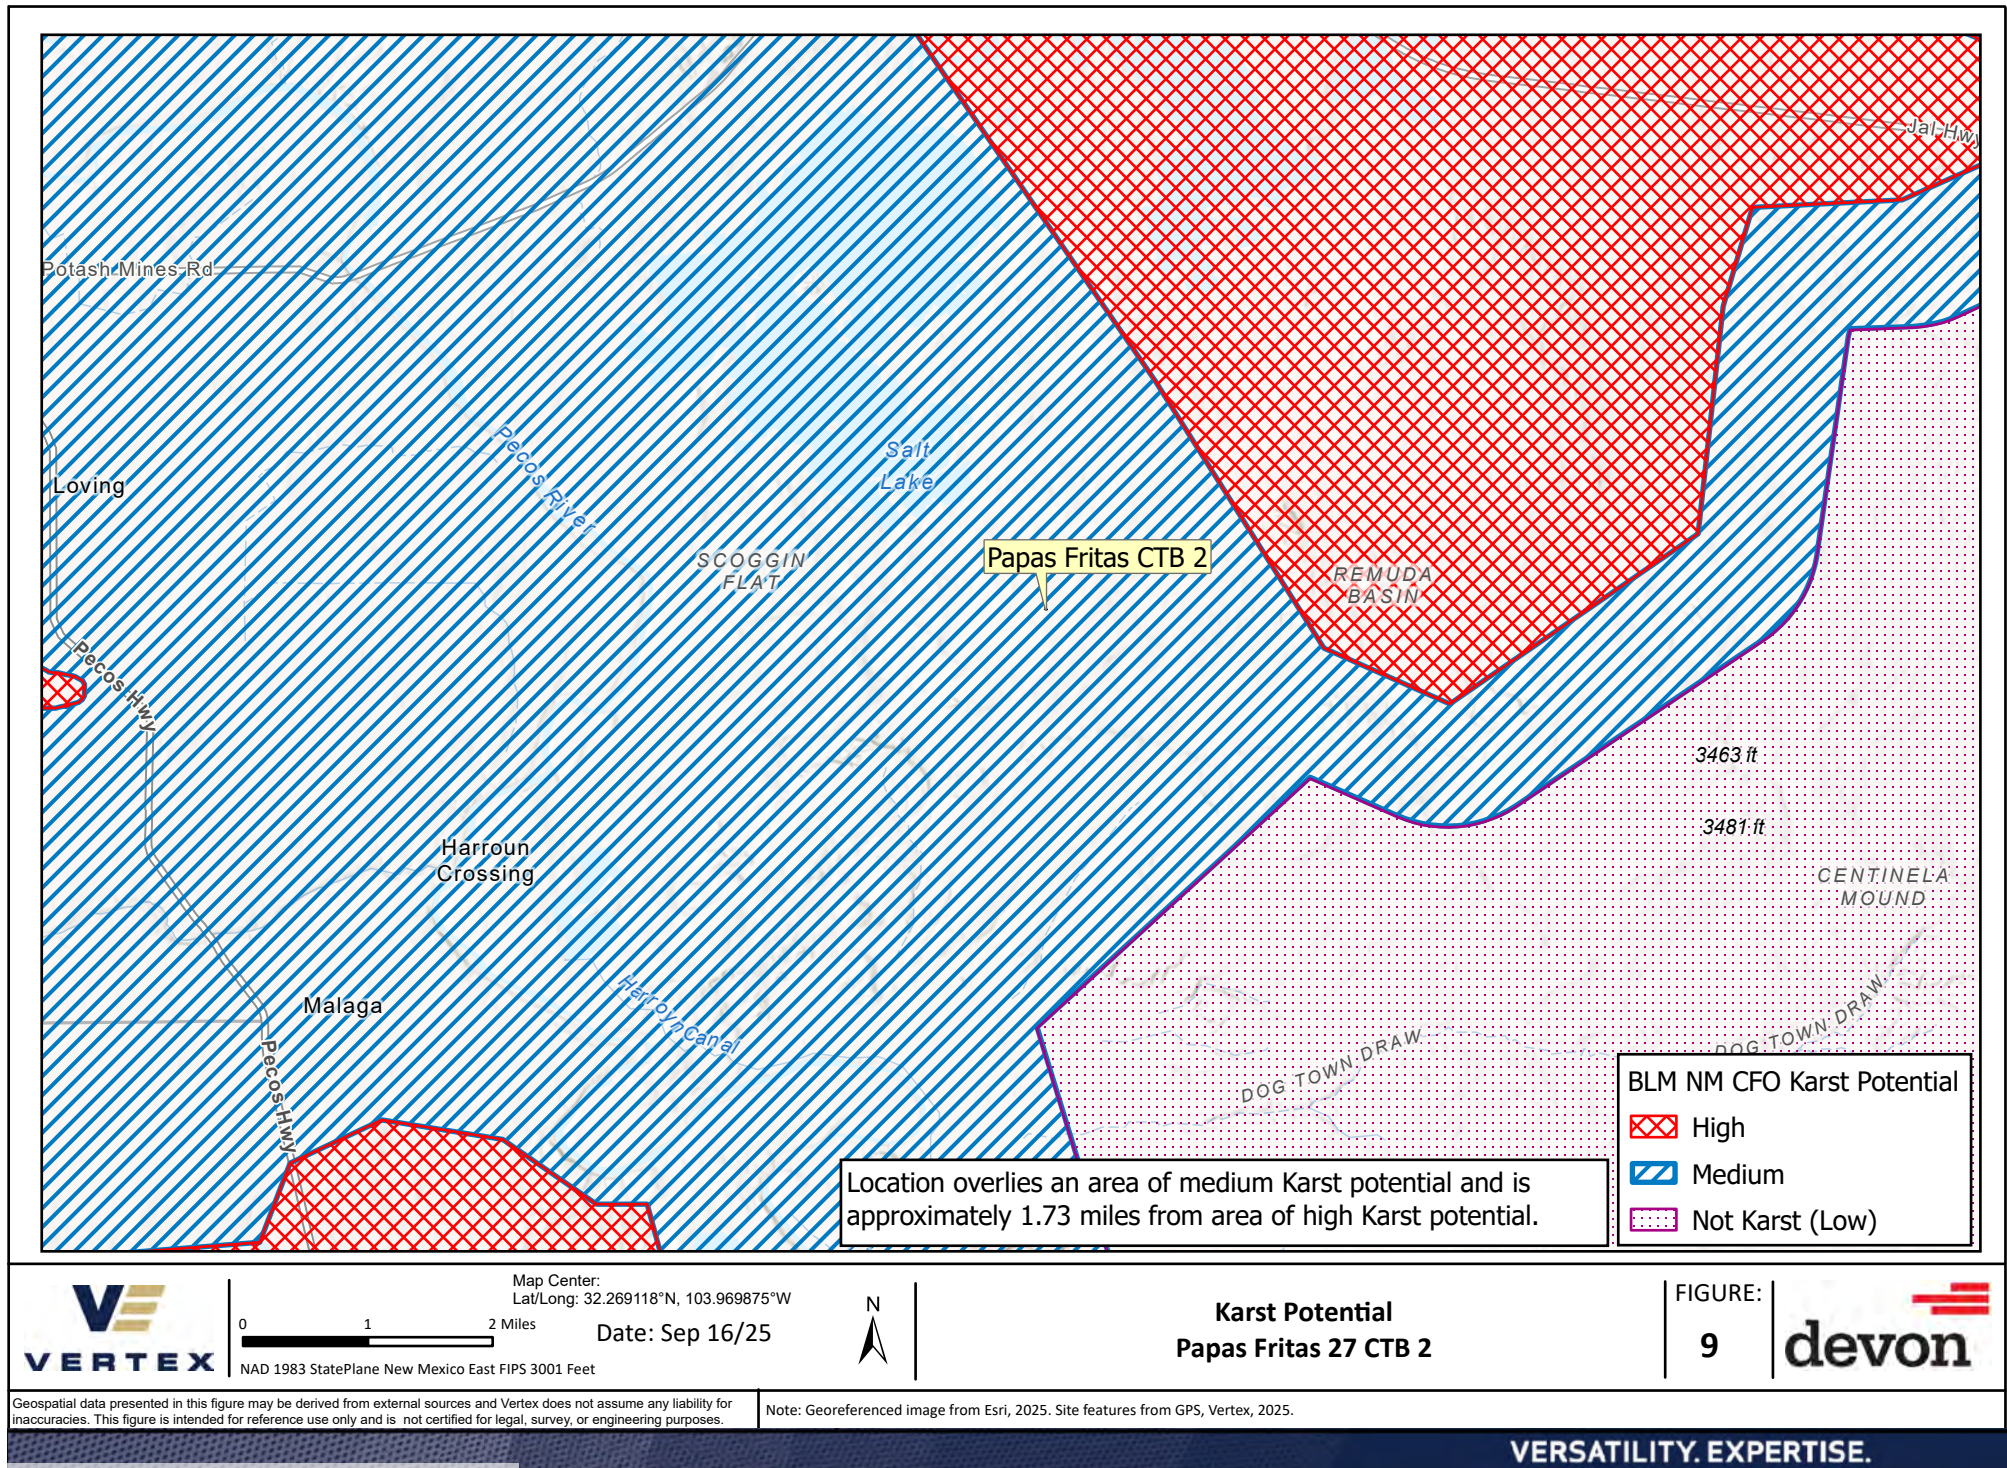 Jal Hwy
Potash Mines Rd
Pecos River
Salt
Lake
Loving
SCOGGIN
FLAT
Papas Fritas CTB 2
REMUDA
BASIN
Pecos Hwy
3463 ft
3481 ft
Harroun
Crossing
CENTINELA
MOUND
Malaga
Harroyn Canal
DOG TOWN DRAW
DOG TOWN DRAW
Pecos Hwy
BLM NM CFO Karst Potential
High
Medium
Not Karst (Low)
Location overlies an area of medium Karst potential and is
approximately 1.73 miles from area of high Karst potential.
VE
VERTEX
0 1 2 Miles
NAD 1983 StatePlane New Mexico East FIPS 3001 Feet
Map Center:
Lat/Long: 32.269118°N, 103.969875°W
Date: Sep 16/25
N
Karst Potential
Papas Fritas 27 CTB 2
FIGURE:
9
devon
Geospatial data presented in this figure may be derived from external sources and Vertex does not assume any liability for
inaccuracies. This figure is intended for reference use only and is not certified for legal, survey, or engineering purposes.
Note: Georeferenced image from Esri, 2025. Site features from GPS, Vertex, 2025.
VERSATILITY. EXPERTISE.